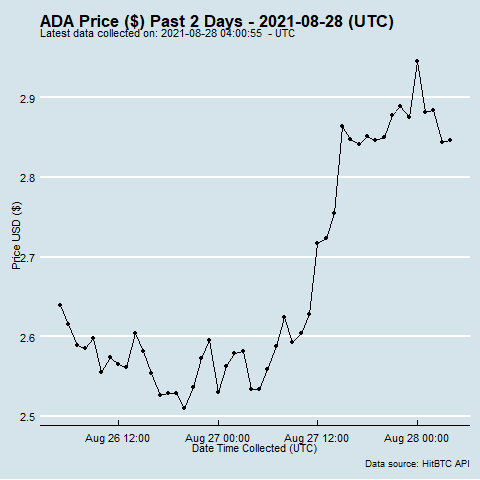 ADA Price ($) Past 2 Days - 2021-08-28 (UTC)
Latest data collected on: 2021-08-28 04:00:55 - UTC
Price USD ($)
2.9
2.8
2.7
2.6
2.5
Aug 26 12:00 Aug 27 00:00 Aug 27 12:00 Aug 28 00:00
Date Time Collected (UTC)
Data source: HitBTC API